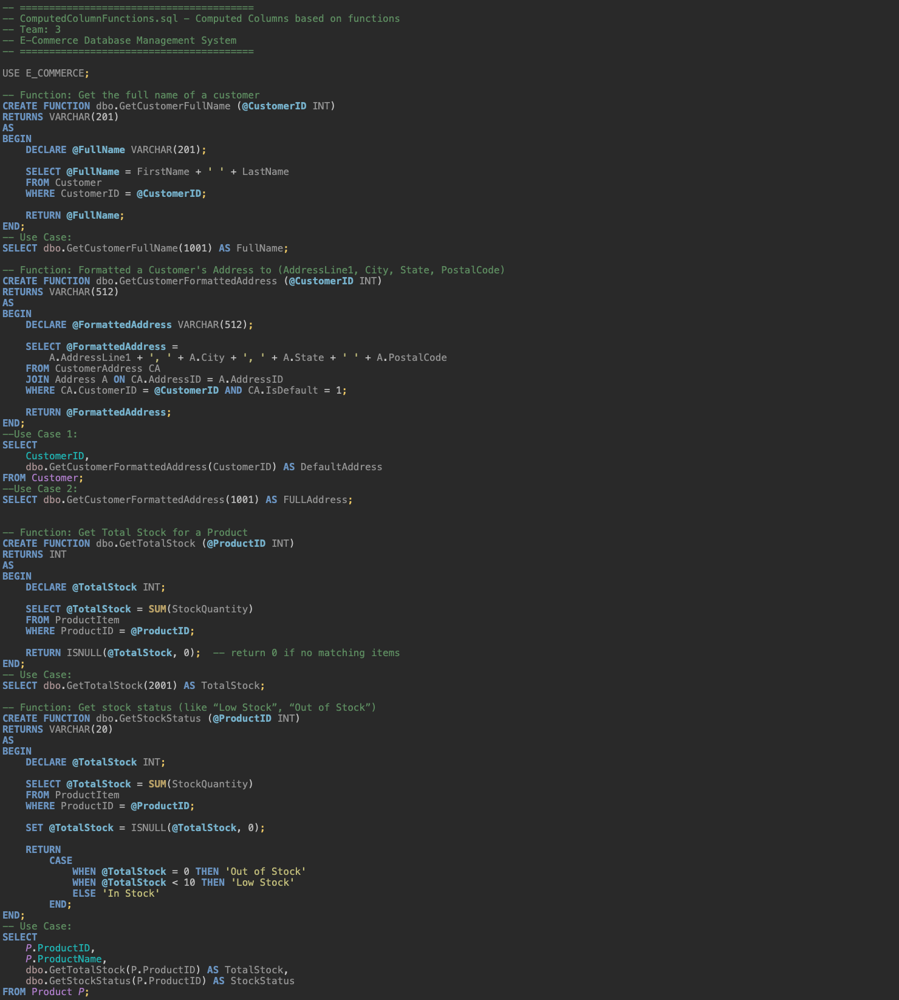 -- ========================================
-- ComputedColumnFunctions.sql - Computed Columns based on functions
-- Team: 3
-- E-Commerce Database Management System
-- ========================================

USE E_COMMERCE;

-- Function: Get the full name of a customer
CREATE FUNCTION dbo.GetCustomerFullName (@CustomerID INT)
RETURNS VARCHAR(201)
AS
BEGIN
    DECLARE @FullName VARCHAR(201);

    SELECT @FullName = FirstName + ' ' + LastName
    FROM Customer
    WHERE CustomerID = @CustomerID;

    RETURN @FullName;
END;
-- Use Case:
SELECT dbo.GetCustomerFullName(1001) AS FullName;

-- Function: Formatted a Customer's Address to (AddressLine1, City, State, PostalCode)
CREATE FUNCTION dbo.GetCustomerFormattedAddress (@CustomerID INT)
RETURNS VARCHAR(512)
AS
BEGIN
    DECLARE @FormattedAddress VARCHAR(512);

    SELECT @FormattedAddress =
        A.AddressLine1 + ', ' + A.City + ', ' + A.State + ' ' + A.PostalCode
    FROM CustomerAddress CA
    JOIN Address A ON CA.AddressID = A.AddressID
    WHERE CA.CustomerID = @CustomerID AND CA.IsDefault = 1;

    RETURN @FormattedAddress;
END;
--Use Case 1:
SELECT
    CustomerID,
    dbo.GetCustomerFormattedAddress(CustomerID) AS DefaultAddress
FROM Customer;
--Use Case 2:
SELECT dbo.GetCustomerFormattedAddress(1001) AS FULLAddress;


-- Function: Get Total Stock for a Product
CREATE FUNCTION dbo.GetTotalStock (@ProductID INT)
RETURNS INT
AS
BEGIN
    DECLARE @TotalStock INT;

    SELECT @TotalStock = SUM(StockQuantity)
    FROM ProductItem
    WHERE ProductID = @ProductID;

    RETURN ISNULL(@TotalStock, 0);  -- return 0 if no matching items
END;
-- Use Case:
SELECT dbo.GetTotalStock(2001) AS TotalStock;

-- Function: Get stock status (like “Low Stock”, “Out of Stock”)
CREATE FUNCTION dbo.GetStockStatus (@ProductID INT)
RETURNS VARCHAR(20)
AS
BEGIN
    DECLARE @TotalStock INT;

    SELECT @TotalStock = SUM(StockQuantity)
    FROM ProductItem
    WHERE ProductID = @ProductID;

    SET @TotalStock = ISNULL(@TotalStock, 0);

    RETURN
        CASE
            WHEN @TotalStock = 0 THEN 'Out of Stock'
            WHEN @TotalStock < 10 THEN 'Low Stock'
            ELSE 'In Stock'
        END;
END;
-- Use Case:
SELECT
    P.ProductID,
    P.ProductName,
    dbo.GetTotalStock(P.ProductID) AS TotalStock,
    dbo.GetStockStatus(P.ProductID) AS StockStatus
FROM Product P;